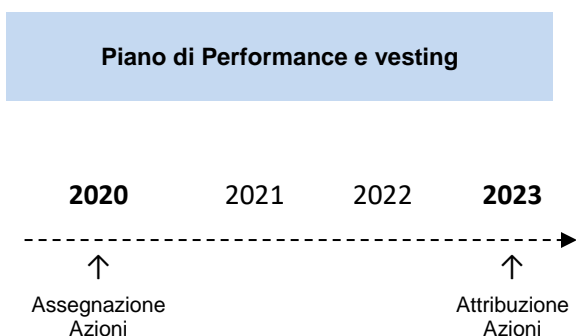 Piano di Performance e vesting
2020 2021 2022 2023
Assegnazione Attribuzione
Azioni Azioni